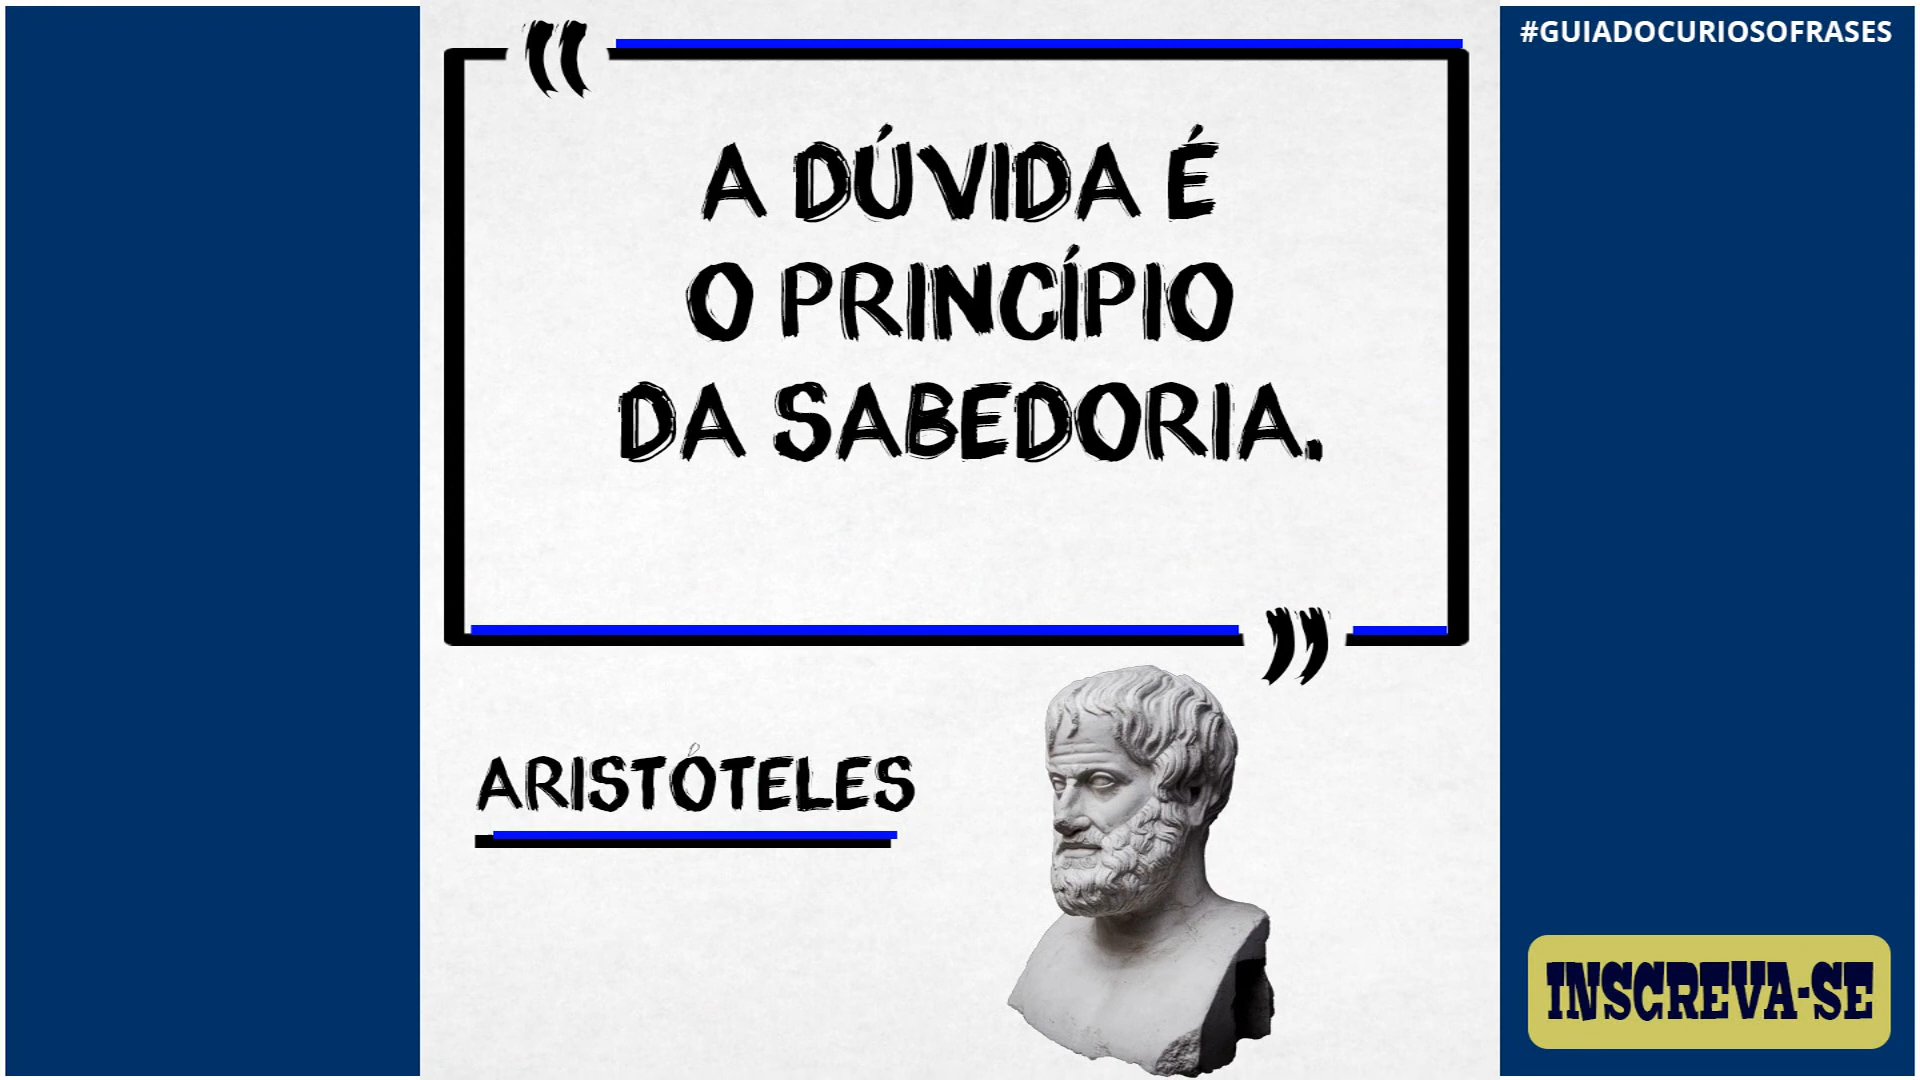 #GUIADOCURIOSOFRASES
“
A DÚVIDA É
O PRINCÍPIO
DA SABEDORIA.
”
ARISTÓTELES
INSCREVA-SE